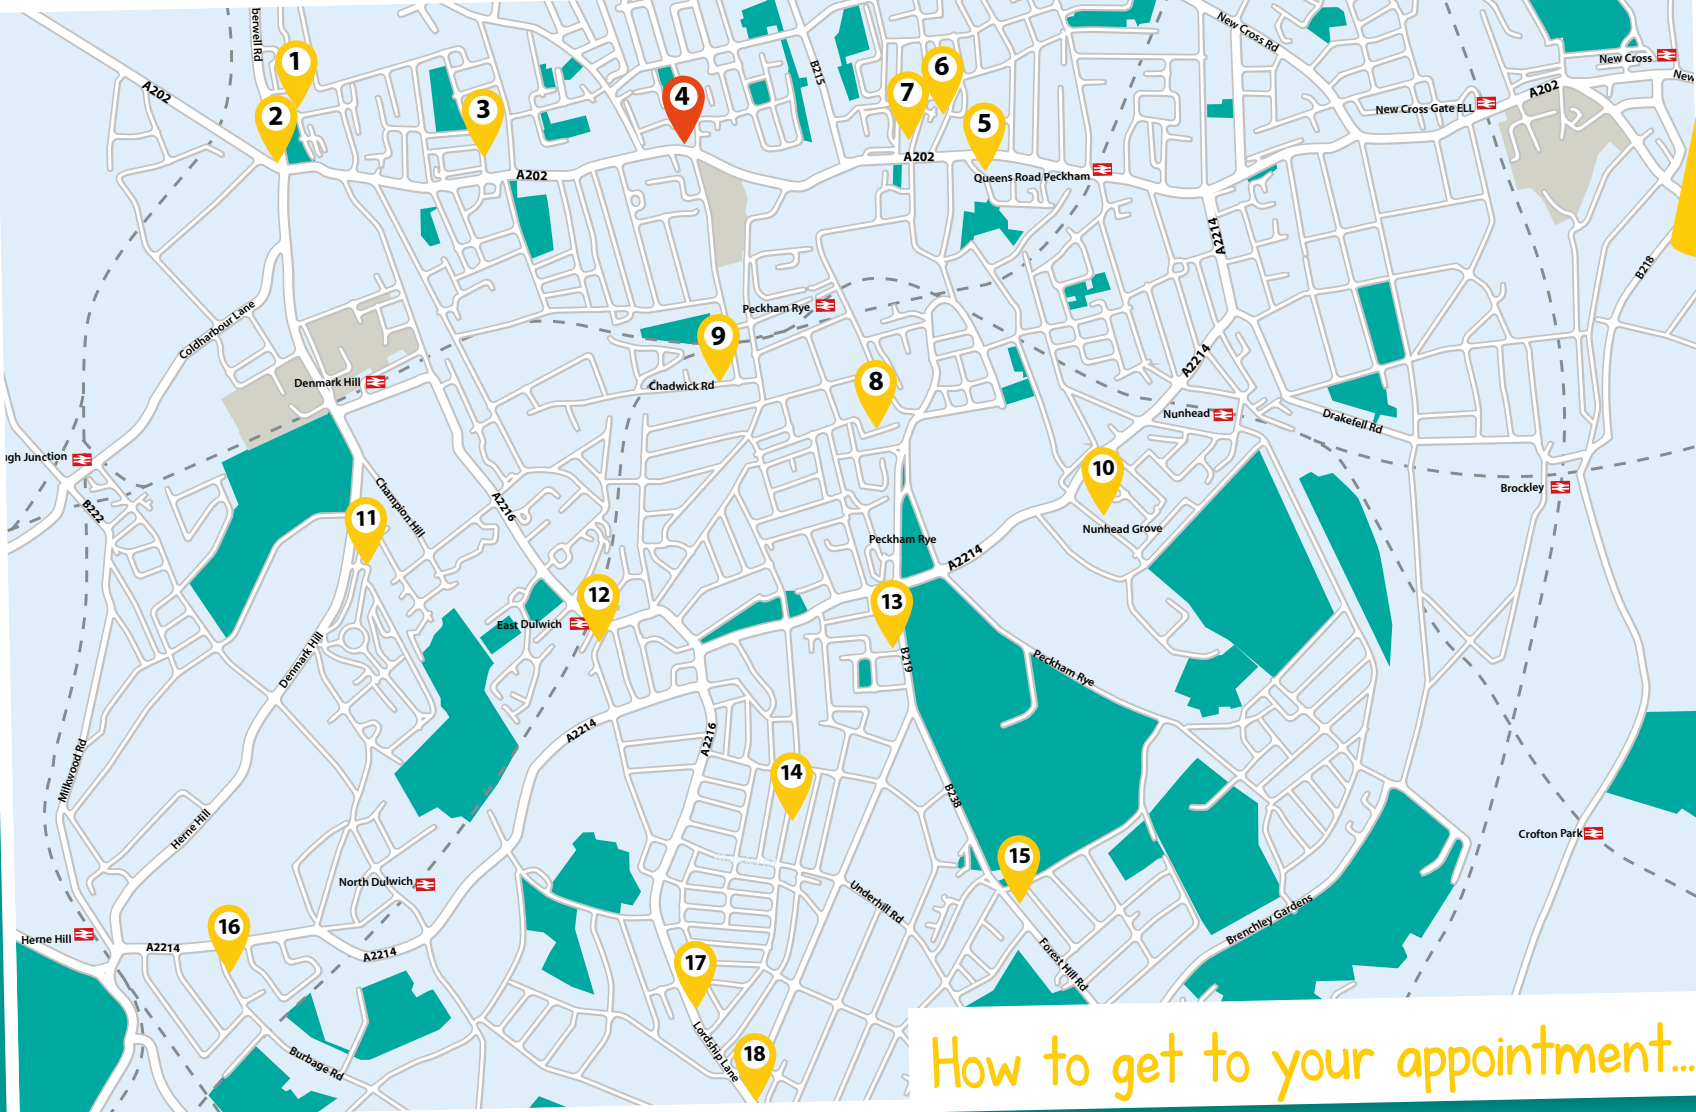 berwell Rd
New Cross Rd
New Cross
New
A202
B215
1
2
3
4
5
6
7
New Cross Gate ELL
A202
A202
A202
Queens Road Peckham
A2214
B218
Coldharbour Lane
Peckham Rye
9
Chadwick Rd
8
A2214
Denmark Hill
Nunhead
Drakefell Rd
ugh Junction
10
Brockley
B222
Champion Hill
A2216
11
Nunhead Grove
Peckham Rye
A2214
12
13
East Dulwich
Denmark Hill
B219
Peckham Rye
A2214
A2216
Milkwood Rd
14
B238
Herne Hill
Crofton Park
15
North Dulwich
Underhill Rd
Brenchley Gardens
16
Herne Hill
A2214
A2214
17
Forest Hill Rd
Lordship Lane
18
Burbage Rd
How to get to your appointment...